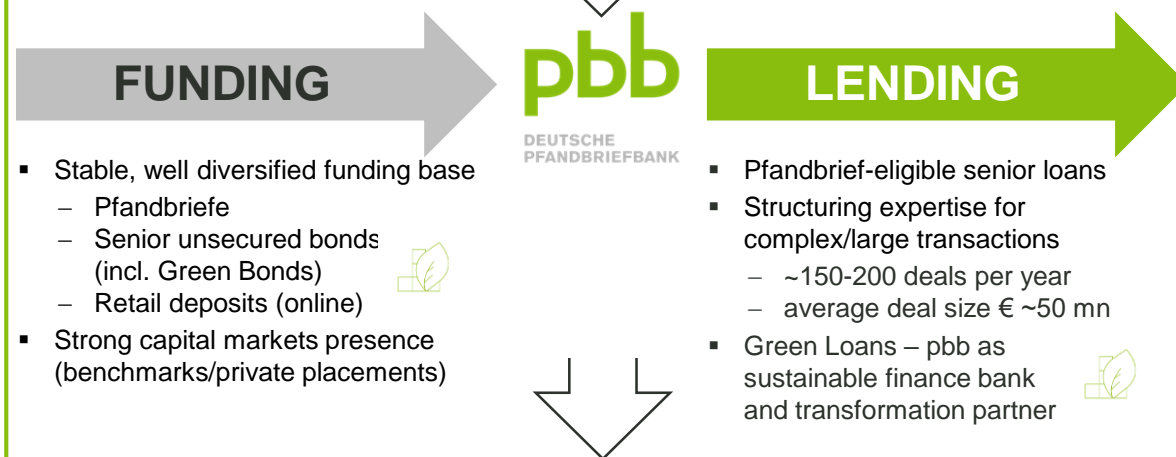 FUNDING
▪ Stable, well diversified funding base
– Pfandbriefe
– Senior unsecured bonds
(incl. Green Bonds)
– Retail deposits (online)
▪ Strong capital markets presence
(benchmarks/private placements)
pbb
DEUTSCHE
PFANDBRIEFBANK
LENDING
▪ Pfandbrief-eligible senior loans
▪ Structuring expertise for
complex/large transactions
– ~150-200 deals per year
– average deal size € ~50 mn
▪ Green Loans – pbb as
sustainable finance bank
and transformation partner